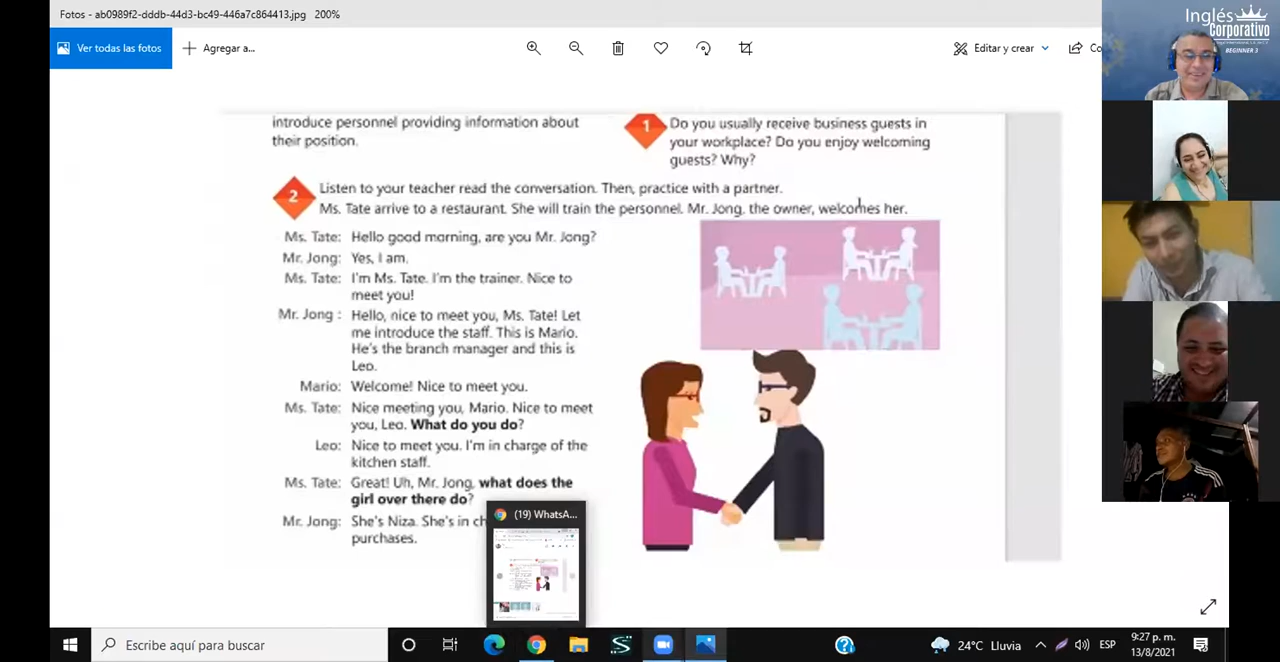 Fotos - ab0989f2-dddb-44d3-bc49-446a7c864413.jpg 200%
Ver todas las fotos
Agregar a...
Editar y crear
Co
Inglés
Corporativo
BEGINNER 3
introduce personnel providing information about
their position.
1
Do you usually receive business guests in
your workplace? Do you enjoy welcoming
guests? Why?
2
Listen to your teacher read the conversation. Then, practice with a partner.
Ms. Tate arrive to a restaurant. She will train the personnel. Mr. Jong, the owner, welcomes her.
Ms. Tate: Hello good morning, are you Mr. Jong?
Mr. Jong: Yes, I am.
Ms. Tate: I'm Ms. Tate. I'm the trainer. Nice to
meet you!
Mr. Jong : Hello, nice to meet you, Ms. Tate! Let
me introduce the staff. This is Mario.
He's the branch manager and this is
Leo.
Mario: Welcome! Nice to meet you.
Ms. Tate: Nice meeting you, Mario. Nice to meet
you, Leo. What do you do?
Leo: Nice to meet you. I'm in charge of the
kitchen staff.
Ms. Tate: Great! Uh, Mr. Jong, what does the
girl over there do?
Mr. Jong: She's Niza. She's in ch
purchases.
(19) WhatsA...
Escribe aquí para buscar
24°C Lluvia
ESP
9:27 p. m.
13/8/2021